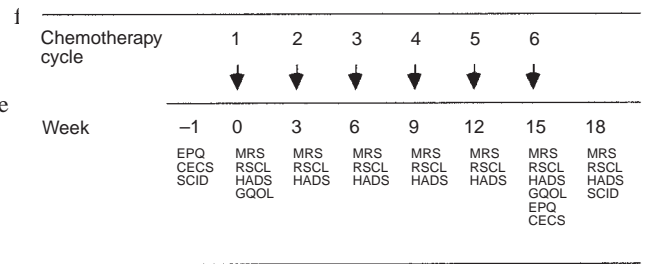 f
Chemotherapy cycle 1 2 3 4 5 6
e
Week –1 0 3 6 9 12 15 18
EPQ MRS MRS MRS MRS MRS MRS MRS
CECS RSCL RSCL RSCL RSCL RSCL RSCL RSCL
SCID HADS HADS HADS HADS HADS HADS HADS
GQOL GQOL SCID
EPQ
CECS